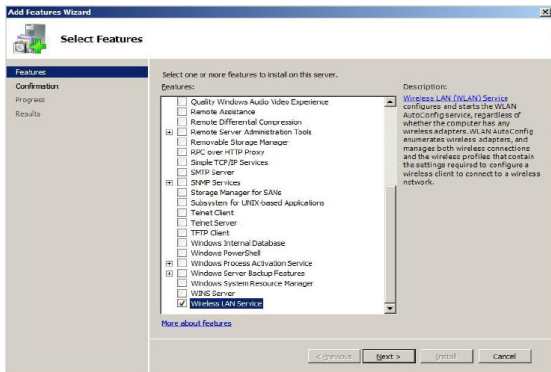 Add Features Wizard
Select Features
Features
Confirmation
Progress
Results
Select one or more features to install on this server.
Features:
Quality Windows Audio Video Experience
Remote Assistance
Remote Differential Compression
Remote Server Administration Tools
Removable Storage Manager
RPC over HTTP Proxy
Simple TCP/IP Services
SMTP Server
SNMP Services
Storage Manager for SANs
Subsystem for UNIX-based Applications
Telnet Client
Telnet Server
TFTP Client
Windows Internal Database
Windows PowerShell
Windows Process Activation Service
Windows Server Backup Features
Windows System Resource Manager
WINS Server
Wireless LAN Service
More about features
Description:
Wireless LAN (WLAN) Service
configures and starts the WLAN
AutoConfig service, regardless of
whether the computer has any
wireless adapters. WLAN AutoConfig
enumerates wireless adapters, and
manages both wireless connections
and the wireless profiles that contain
the settings required to configure a
wireless client to connect to a wireless
network.
< Previous
Next >
Install
Cancel